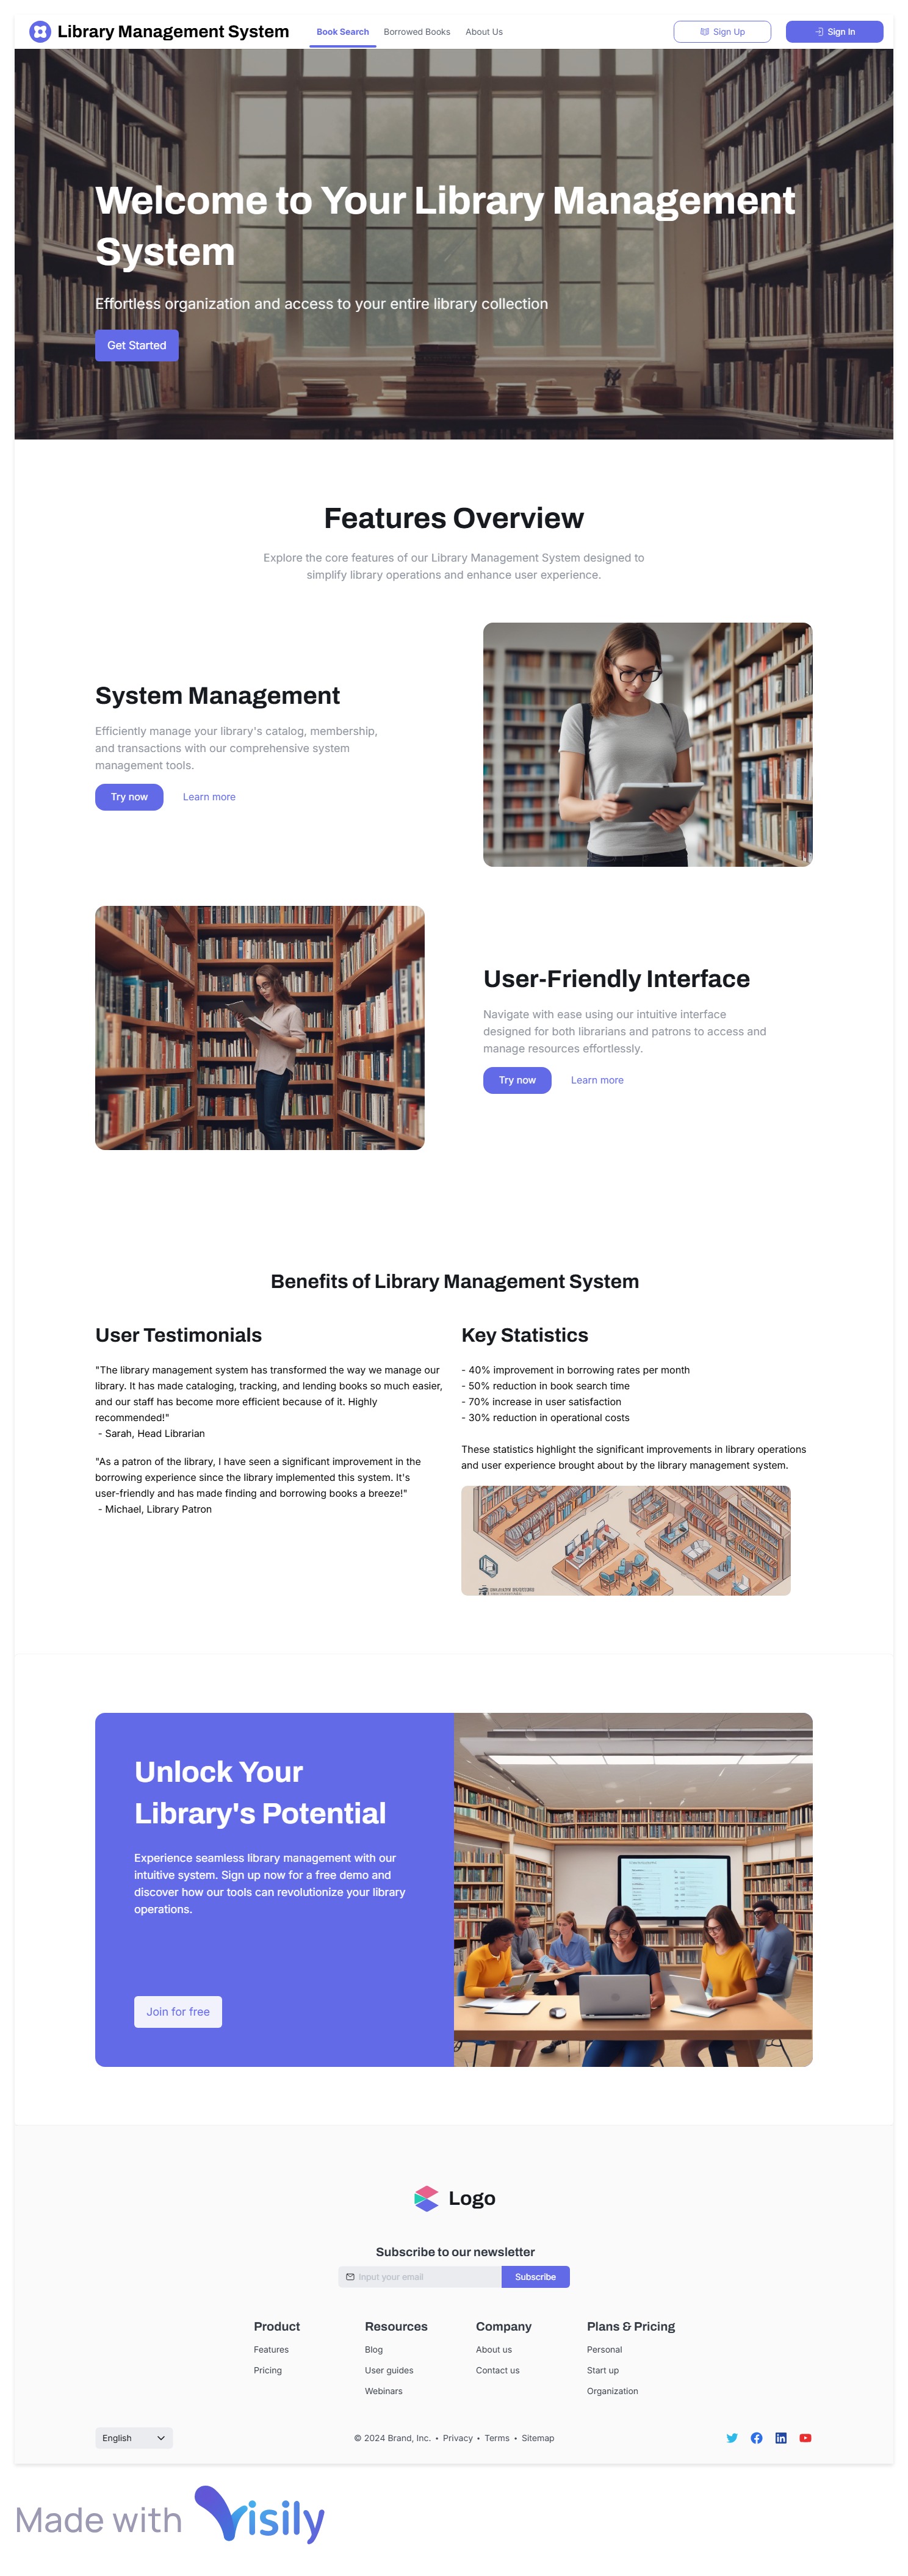 Library Management System
Book Search
Borrowed Books
About Us
Sign Up
Sign In
Welcome to Your Library Management
System
Effortless organization and access to your entire library collection
Get Started
Features Overview
Explore the core features of our Library Management System designed to
simplify library operations and enhance user experience.
System Management
Efficiently manage your library's catalog, membership,
and transactions with our comprehensive system
management tools.
Try now
Learn more
User-Friendly Interface
Navigate with ease using our intuitive interface
designed for both librarians and patrons to access and
manage resources effortlessly.
Try now
Learn more
Benefits of Library Management System
User Testimonials
"The library management system has transformed the way we manage our
library. It has made cataloging, tracking, and lending books so much easier,
and our staff has become more efficient because of it. Highly
recommended!"
- Sarah, Head Librarian
"As a patron of the library, I have seen a significant improvement in the
borrowing experience since the library implemented this system. It's
user-friendly and has made finding and borrowing books a breeze!"
- Michael, Library Patron
Key Statistics
- 40% improvement in borrowing rates per month
- 50% reduction in book search time
- 70% increase in user satisfaction
- 30% reduction in operational costs
These statistics highlight the significant improvements in library operations
and user experience brought about by the library management system.
Unlock Your
Library's Potential
Experience seamless library management with our
intuitive system. Sign up now for a free demo and
discover how our tools can revolutionize your library
operations.
Join for free
Logo
Subscribe to our newsletter
Input your email
Subscribe
Product
Features
Pricing
Resources
Blog
User guides
Webinars
Company
About us
Contact us
Plans & Pricing
Personal
Start up
Organization
English
© 2024 Brand, Inc. • Privacy • Terms • Sitemap
Made with Visily